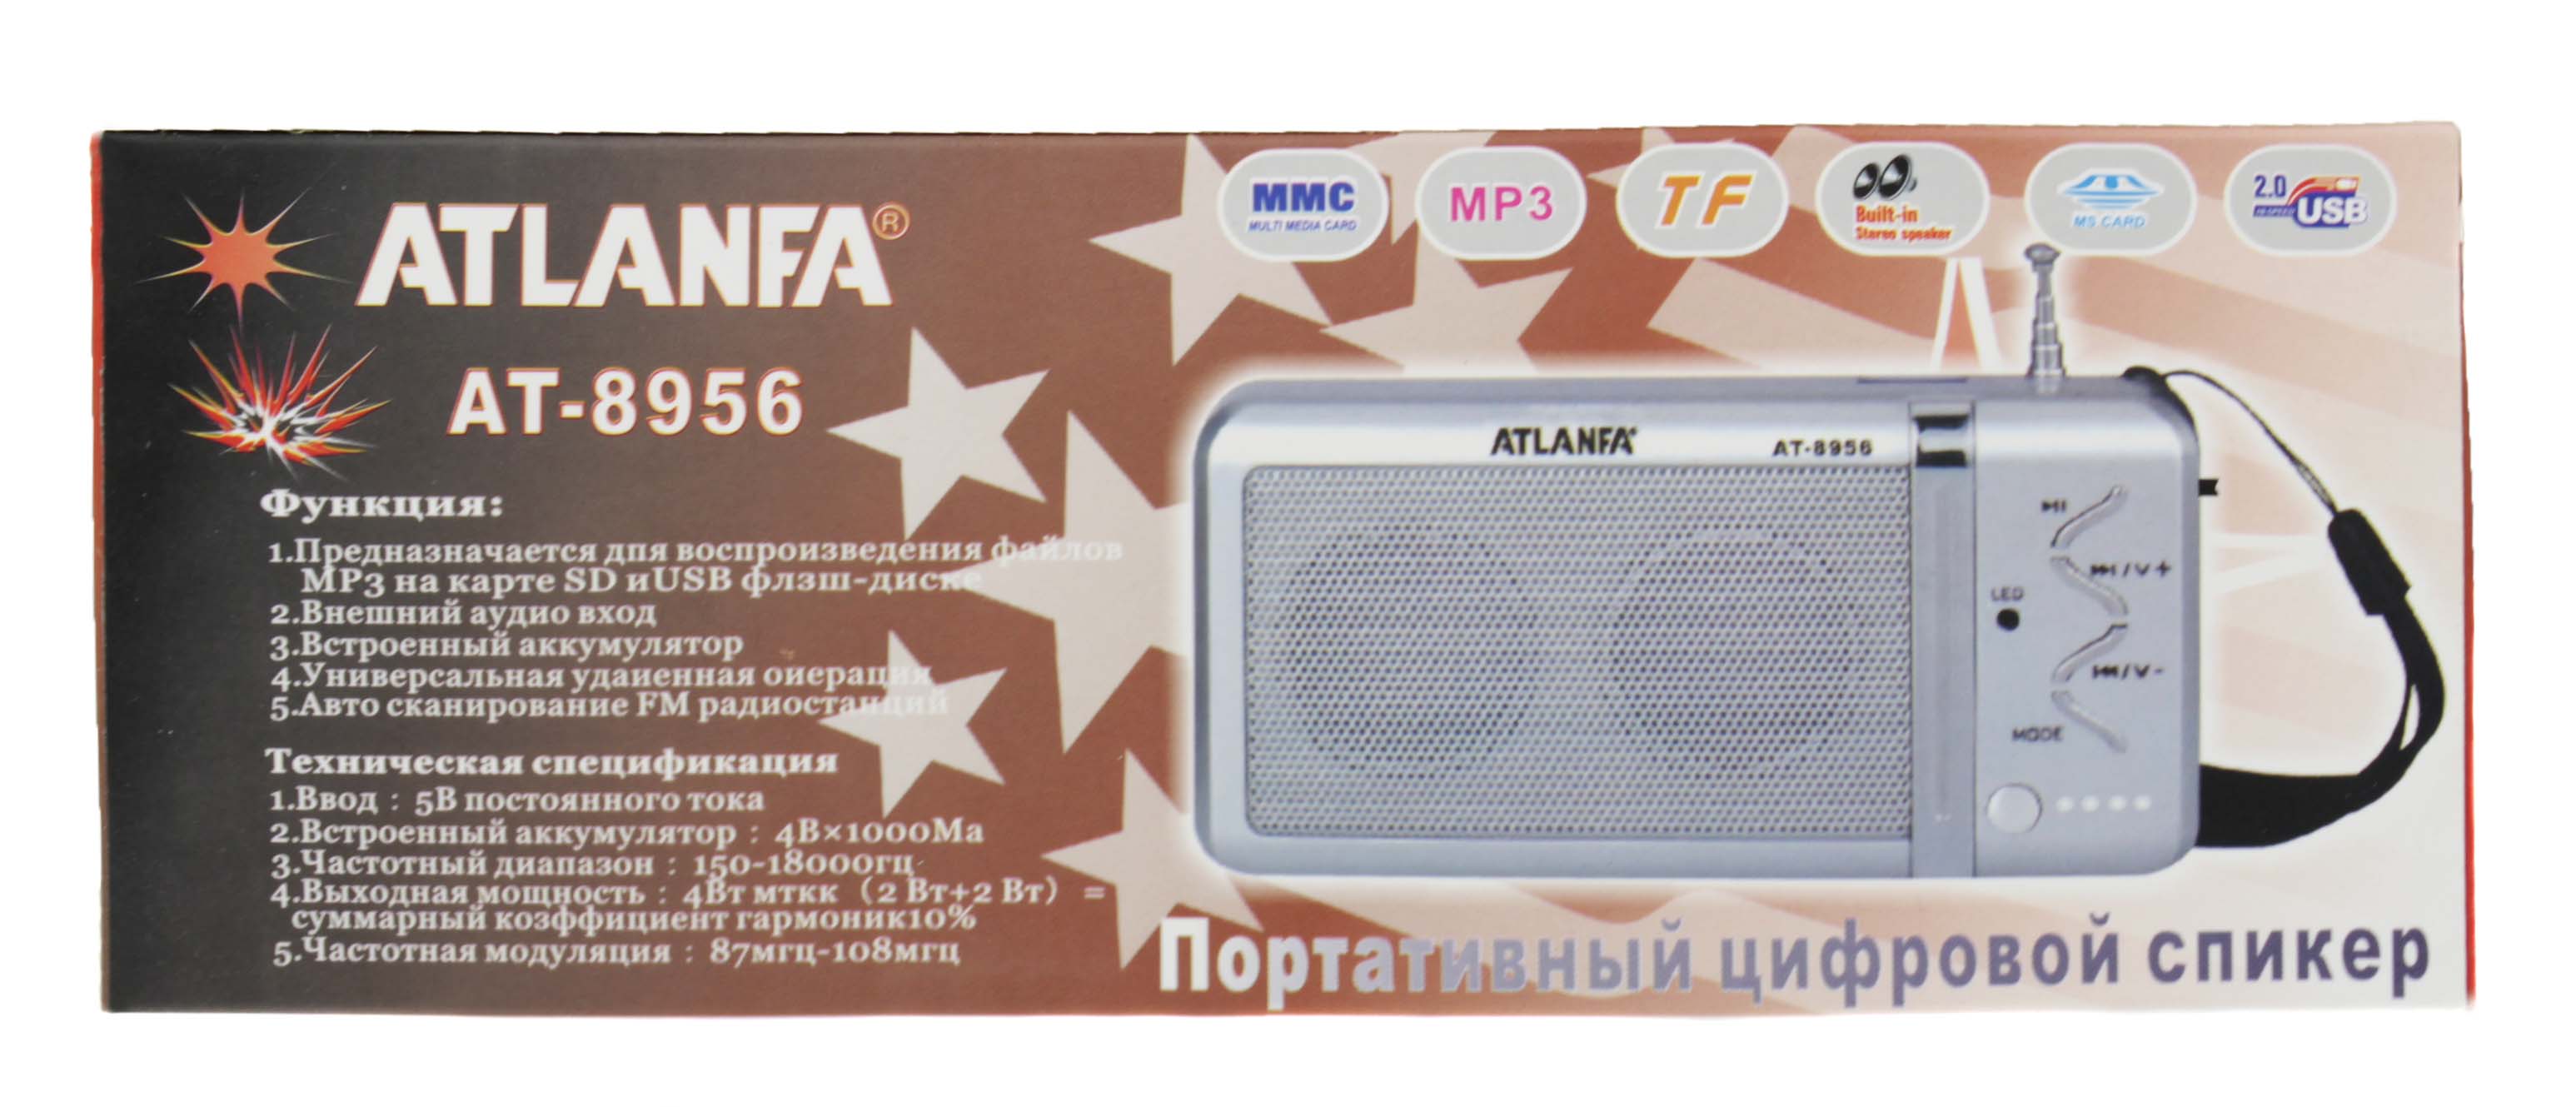 ATLANFA®
AT-8956
MMC
MULTI MEDIA CARD
MP3
TF
Built-in
Stereo speaker
MS CARD
2.0
USB
Функция:
1.Предназначается дпя воспроизведения файлов
MP3 на карте SD иUSB флзш-диске
2.Внешний аудио вход
3.Встроенный аккумулятор
4.Универсальная удаиенная оиерации
5.Авто сканирование FM радиостанций
Техническая спецификация
1.Ввод : 5В постоянного тока
2.Встроенный аккумулятор : 4В×1000Ма
3.Частотный диапазон : 150-18000гц
4.Выходная мощность : 4Вт мткк (2 Вт+2 Вт) =
суммарный козффициент гармоник10%
5.Частотная модуляция : 87мгц-108мгц
ATLANFA®
AT-8956
LED
/V+
/V-
MODE
Портативный цифровой спикер